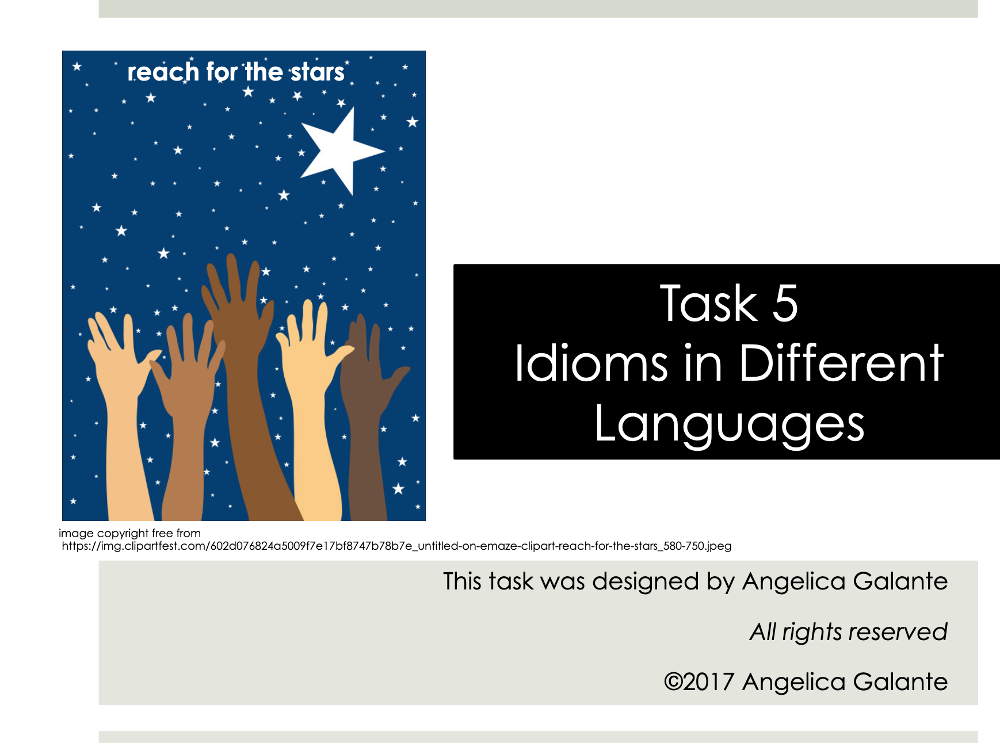 reach for the stars
Task 5
Idioms in Different
Languages
image copyright free from
https://img.clipartfest.com/602d076824a5009f7e17bf8747b78b7e_untitled-on-emaze-clipart-reach-for-the-stars_580-750.jpeg
This task was designed by Angelica Galante
All rights reserved
©2017 Angelica Galante